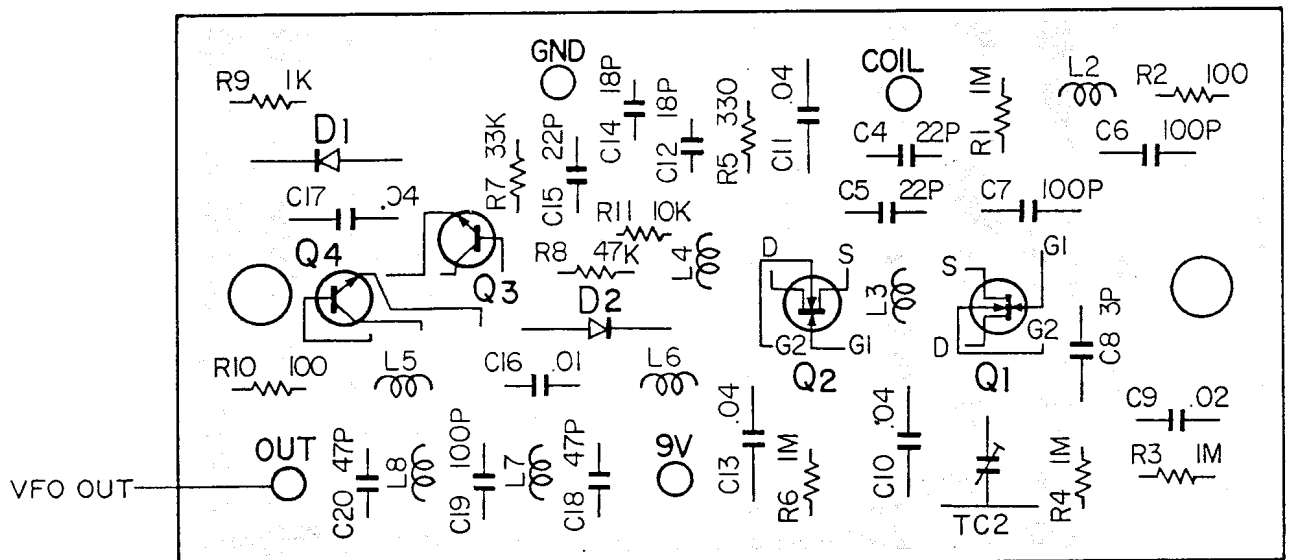 R9 1K
D1
C17 .04
Q4
Q3
R7 33K
GND
C15 22P
C14 18P
C12 18P
R5 330
C11 .04
R11 10K
R8 47K
L4
D2
COIL
C4 22P
C5 22P
R1 1M
L2
R2 100
C6 100P
C7 100P
D S
G2 G1
Q2
L3
S G1
D G2
Q1
C8 3P
R10 100
L5
C16 .01
L6
C9 .02
R3 1M
VFO OUT
OUT
C20 47P
L8
C19 100P
L7
C18 47P
9V
C13 .04
R6 1M
C10 .04
TC2
R4 1M